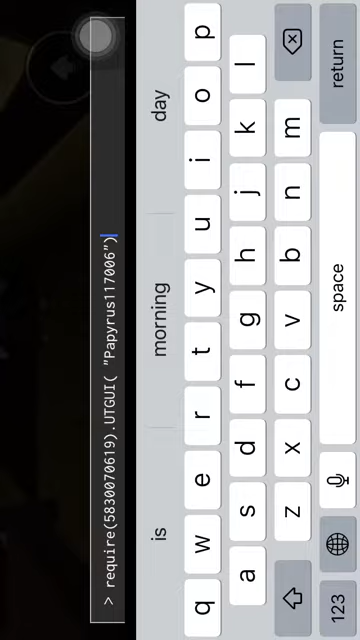 > require(5830070619).UTGUI( "Papyrus117006")
is morning day
q w e r t y u i o p
a s d f g h j k l
z x c v b n m
123 space return